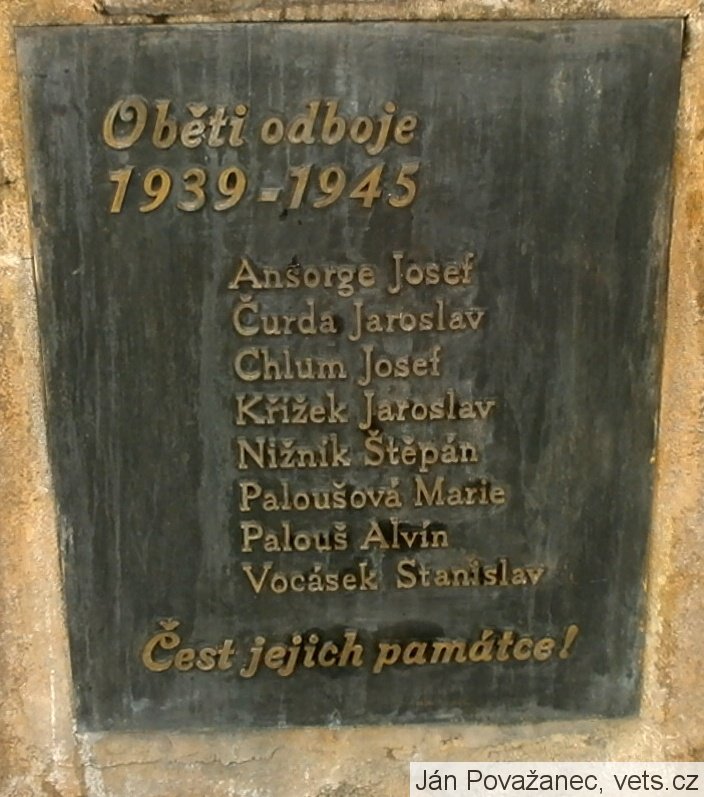 Oběti odboje
1939-1945
Ansorge Josef
Čurda Jaroslav
Chlum Josef
Křížek Jaroslav
Nižník Štěpán
Paloušová Marie
Palouš Alvín
Vocásek Stanislav
Čest jejich památce!
Ján Považanec, vets.cz